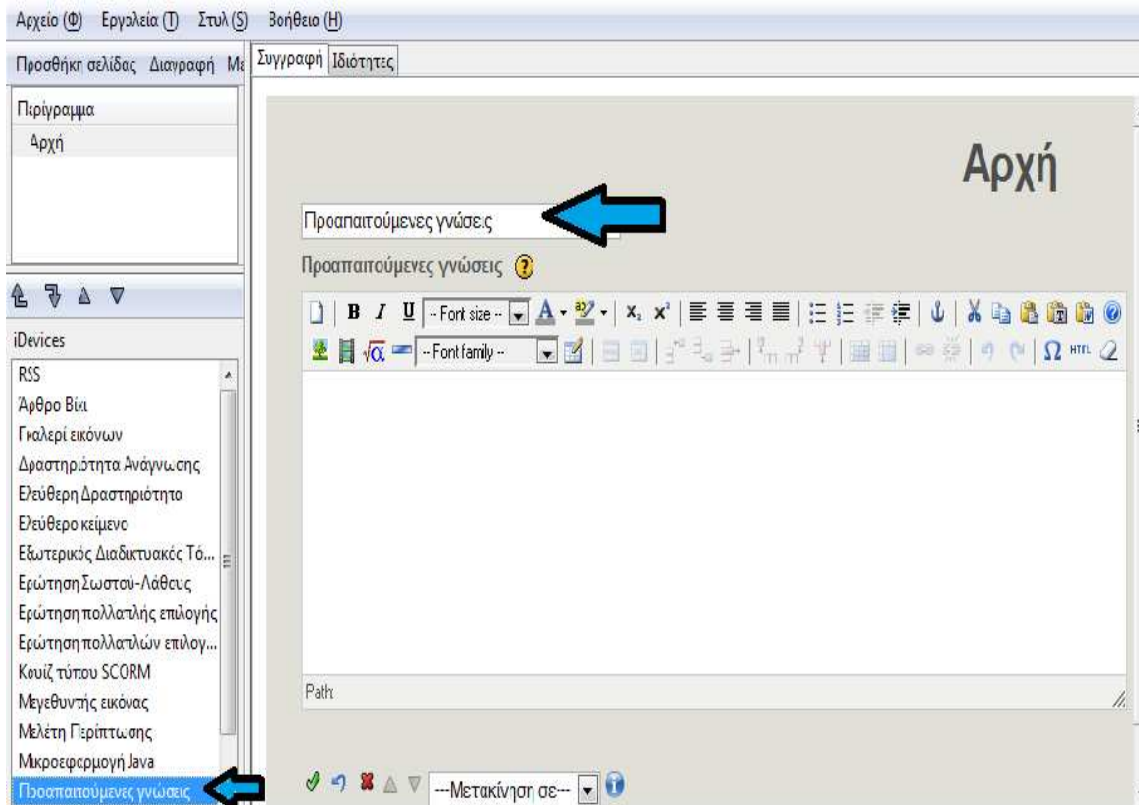 Αρχείο (Φ) Εργαλεία (T) Στυλ (S) Βοήθεια (H)
Προσθήκη σελίδας Διαγραφή Με
Συγγραφή Ιδιότητες
Περίγραμμα
Αρχή
Αρχή
Προαπαιτούμενες γνώσεις
Προαπαιτούμενες γνώσεις ?
B I U -- Font size -- A
-- Font family -- HTML
Path:
---Μετακίνηση σε---
iDevices
RSS
Άρθρο Βίκι
Γκαλερί εικόνων
Δραστηριότητα Ανάγνωσης
Ελεύθερη Δραστηριότητα
Ελεύθερο κείμενο
Εξωτερικός Διαδικτυακός Τό...
Ερώτηση Σωστού-Λάθους
Ερώτηση πολλαπλής επιλογής
Ερώτηση πολλαπλών επιλογ...
Κουίζ τύπου SCORM
Μεγεθυντής εικόνας
Μελέτη Περίπτωσης
Μικροεφαρμογή Java
Προαπαιτούμενες γνώσεις